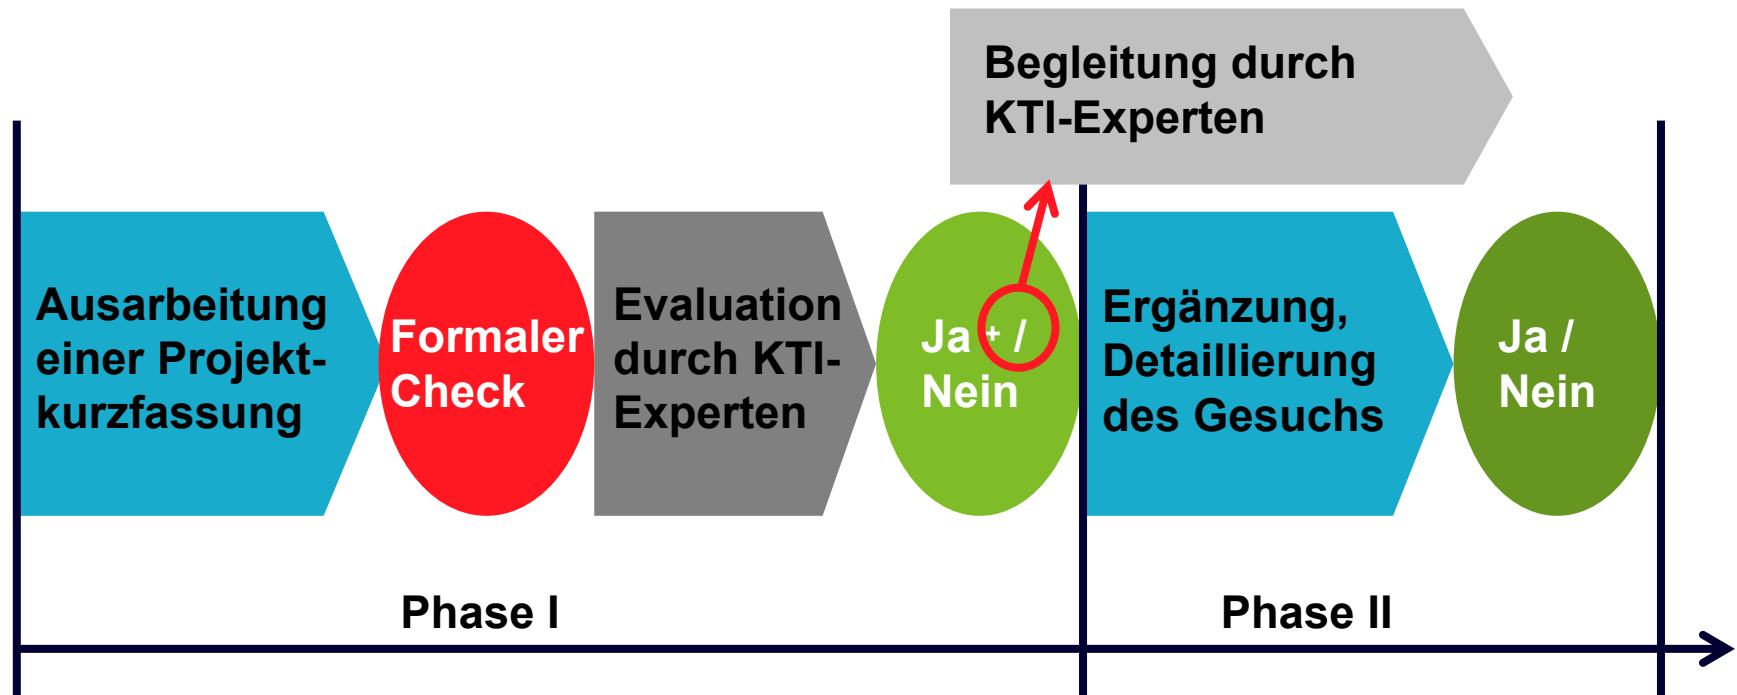 Begleitung durch
KTI-Experten
Ausarbeitung
einer Projekt-
kurzfassung
Formaler
Check
Evaluation
durch KTI-
Experten
Ja + /
Nein
Ergänzung,
Detaillierung
des Gesuchs
Ja /
Nein
Phase I
Phase II